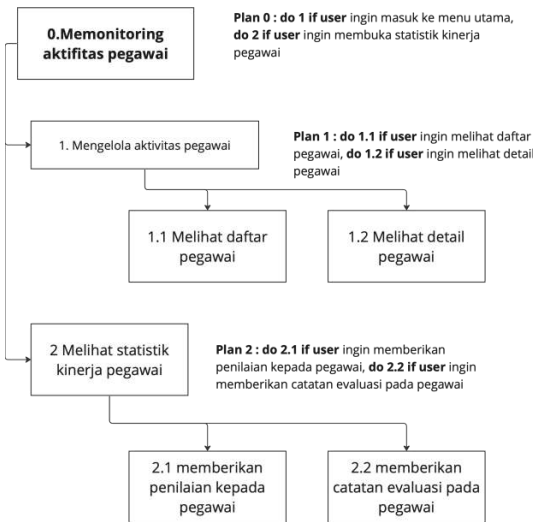 0.Memonitoring
aktifitas pegawai
Plan 0 : do 1 if user ingin masuk ke menu utama,
do 2 if user ingin membuka statistik kinerja
pegawai
1. Mengelola aktivitas pegawai
Plan 1 : do 1.1 if user ingin melihat daftar
pegawai, do 1.2 if user ingin melihat detail
pegawai
1.1 Melihat daftar
pegawai
1.2 Melihat detail
pegawai
2 Melihat statistik
kinerja pegawai
Plan 2 : do 2.1 if user ingin memberikan
penilaian kepada pegawai, do 2.2 if user ingin
memberikan catatan evaluasi pada pegawai
2.1 memberikan
penilaian kepada
pegawai
2.2 memberikan
catatan evaluasi pada
pegawai